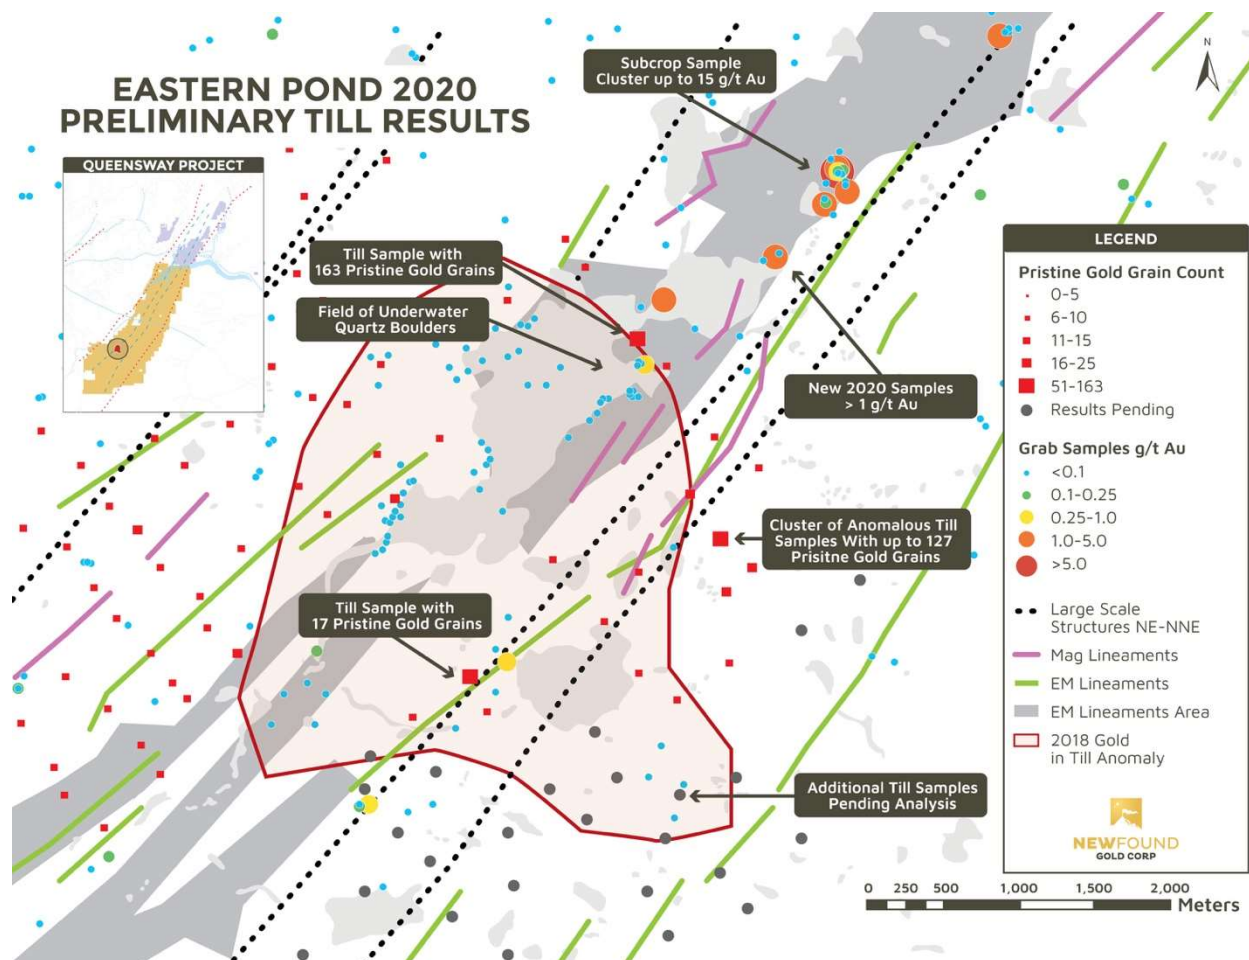 EASTERN POND 2020
PRELIMINARY TILL RESULTS
QUEENSWAY PROJECT
Subcrop Sample
Cluster up to 15 g/t Au
N
Till Sample with
163 Pristine Gold Grains
Field of Underwater
Quartz Boulders
New 2020 Samples
> 1 g/t Au
Cluster of Anomalous Till
Samples With up to 127
Prisitne Gold Grains
Till Sample with
17 Pristine Gold Grains
Additional Till Samples
Pending Analysis
LEGEND
Pristine Gold Grain Count
0-5
6-10
11-15
16-25
51-163
Results Pending
Grab Samples g/t Au
<0.1
0.1-0.25
0.25-1.0
1.0-5.0
>5.0
Large Scale
Structures NE-NNE
Mag Lineaments
EM Lineaments
EM Lineaments Area
2018 Gold
in Till Anomaly
NEWFOUND
GOLD CORP
0 250 500 1,000 1,500 2,000
Meters